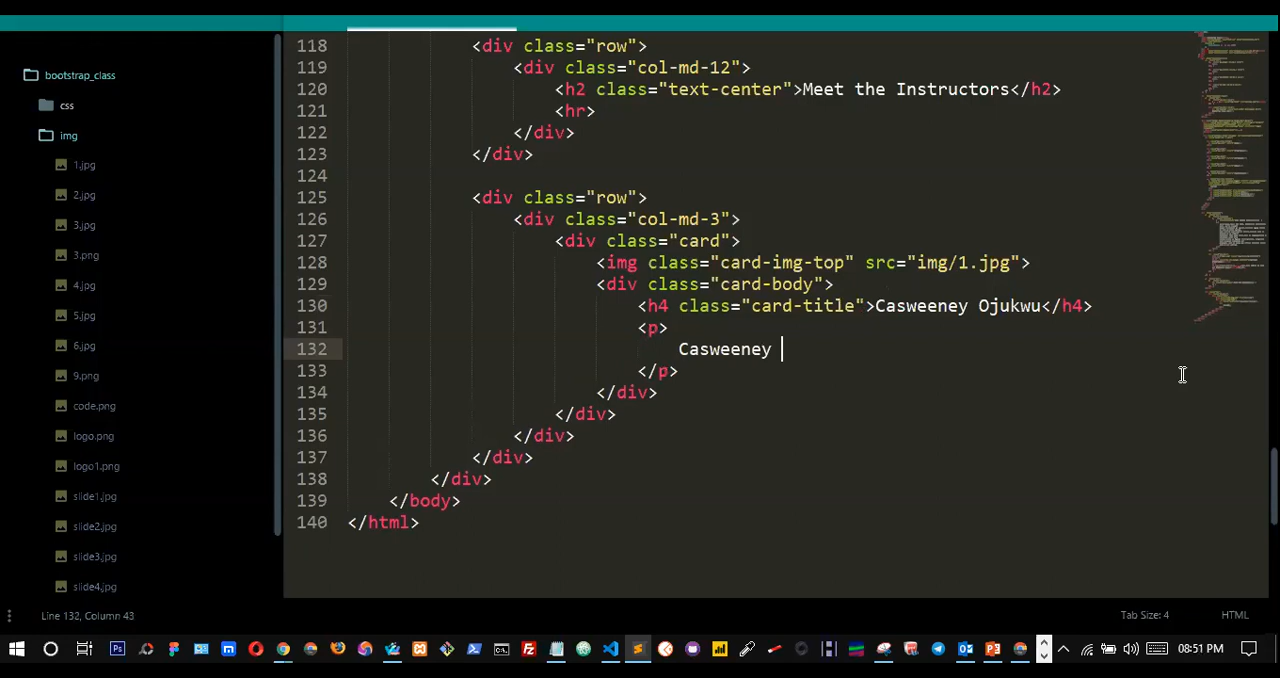 bootstrap_class
css
img
1.jpg
2.jpg
3.jpg
3.png
4.jpg
5.jpg
6.jpg
9.png
code.png
logo.png
logo1.png
slide1.jpg
slide2.jpg
slide3.jpg
slide4.jpg
118 <div class="row">
119 <div class="col-md-12">
120 <h2 class="text-center">Meet the Instructors</h2>
121 <hr>
122 </div>
123 </div>
124
125 <div class="row">
126 <div class="col-md-3">
127 <div class="card">
128 <img class="card-img-top" src="img/1.jpg">
129 <div class="card-body">
130 <h4 class="card-title">Casweeney Ojukwu</h4>
131 <p>
132 Casweeney
133 </p>
134 </div>
135 </div>
136 </div>
137 </div>
138 </div>
139 </body>
140 </html>
Line 132, Column 43
Tab Size: 4
HTML
08:51 PM